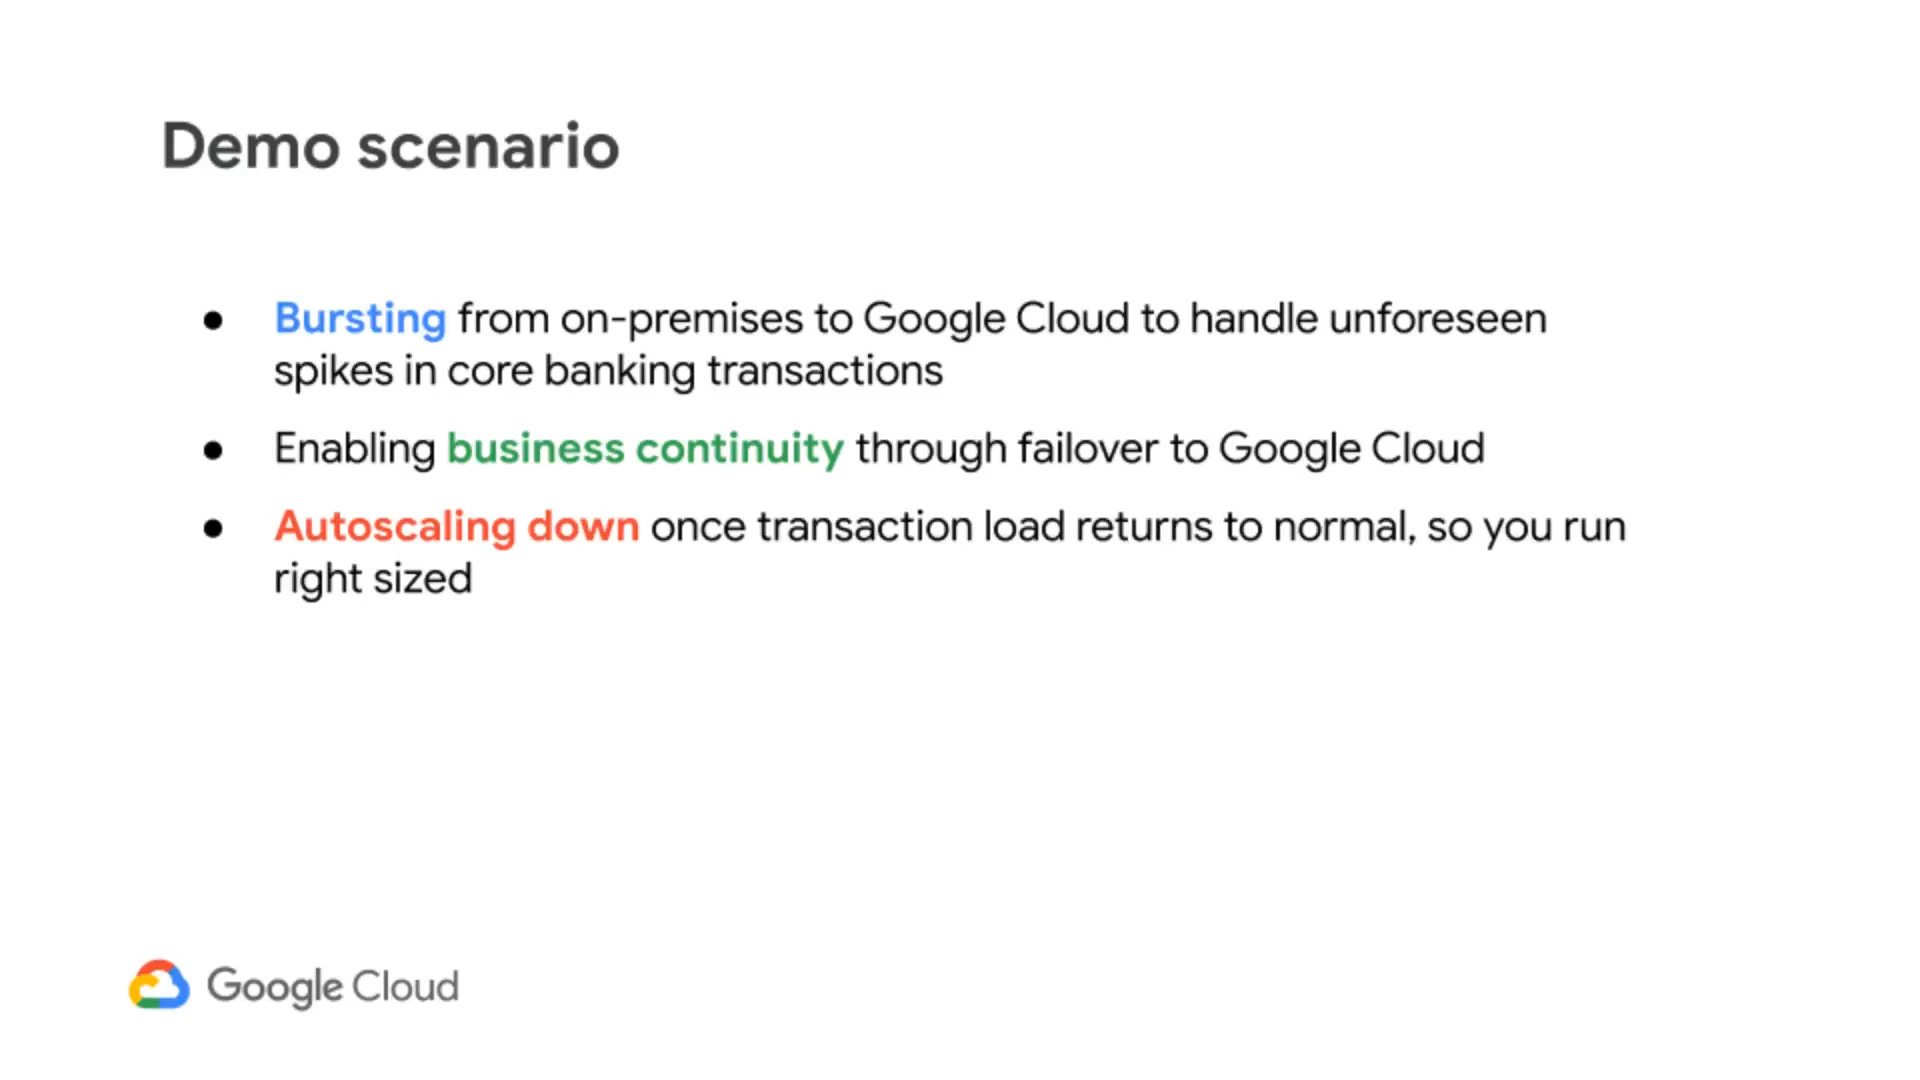 Demo scenario
● Bursting from on-premises to Google Cloud to handle unforeseen
spikes in core banking transactions
● Enabling business continuity through failover to Google Cloud
● Autoscaling down once transaction load returns to normal, so you run
right sized
Google Cloud